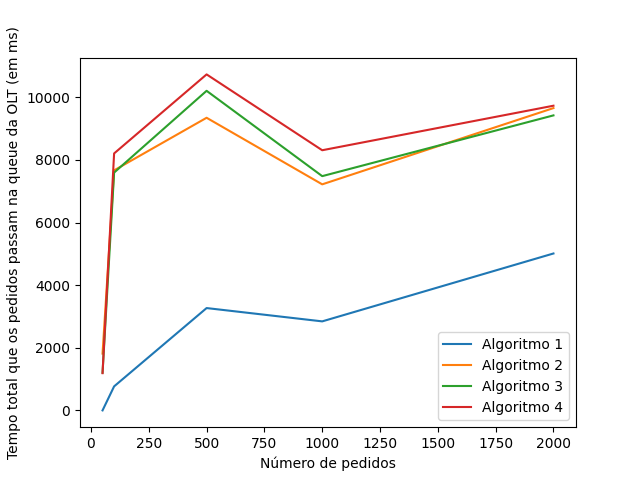 Tempo total que os pedidos passam na queue da OLT (em ms)
10000
8000
6000
4000
2000
0
Algoritmo 1
Algoritmo 2
Algoritmo 3
Algoritmo 4
0 250 500 750 1000 1250 1500 1750 2000
Número de pedidos